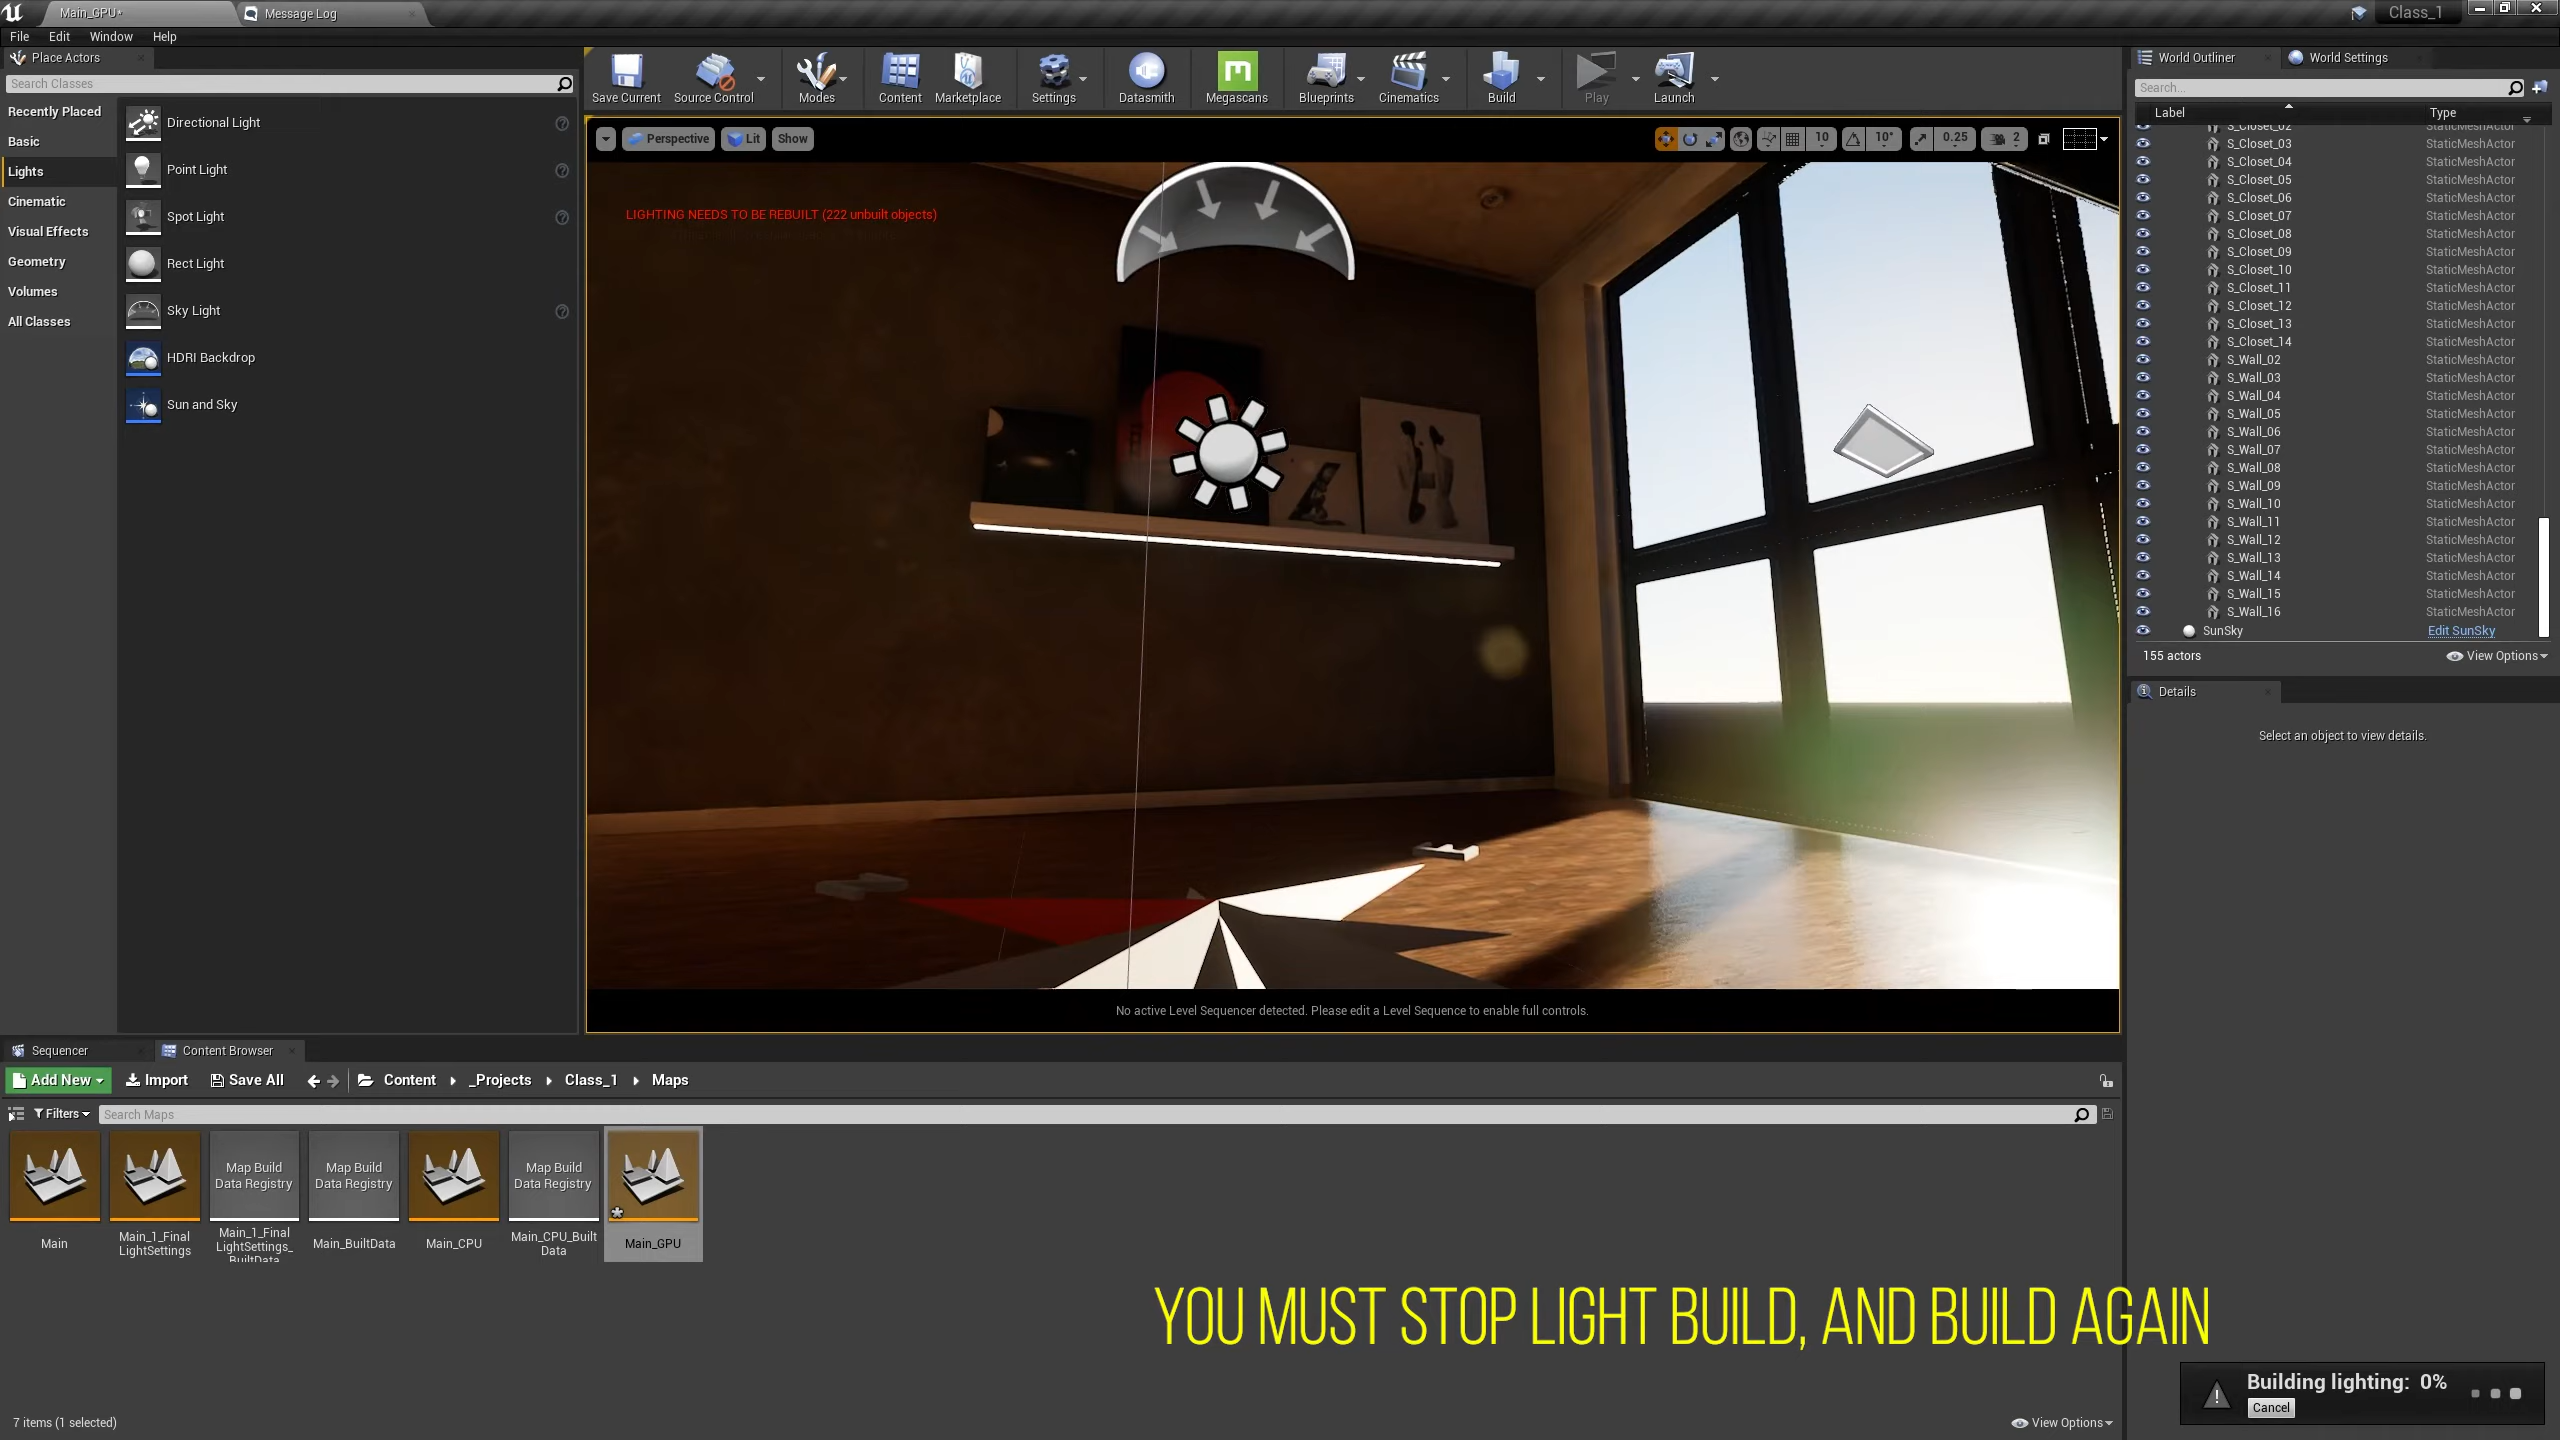 Main_GPU*
Message Log
Class_1
File Edit Window Help
Place Actors
Search Classes
Recently Placed
Basic
Lights
Cinematic
Visual Effects
Geometry
Volumes
All Classes
Directional Light
Point Light
Spot Light
Rect Light
Sky Light
HDRI Backdrop
Sun and Sky
Save Current
Source Control
Modes
Content
Marketplace
Settings
Datasmith
Megascans
Blueprints
Cinematics
Build
Play
Launch
Perspective
Lit
Show
10
10°
0.25
2
LIGHTING NEEDS TO BE REBUILT (222 unbuilt objects)
No active Level Sequencer detected. Please edit a Level Sequence to enable full controls.
World Outliner
World Settings
Search...
Label Type
S_Closet_02 StaticMeshActor
S_Closet_03 StaticMeshActor
S_Closet_04 StaticMeshActor
S_Closet_05 StaticMeshActor
S_Closet_06 StaticMeshActor
S_Closet_07 StaticMeshActor
S_Closet_08 StaticMeshActor
S_Closet_09 StaticMeshActor
S_Closet_10 StaticMeshActor
S_Closet_11 StaticMeshActor
S_Closet_12 StaticMeshActor
S_Closet_13 StaticMeshActor
S_Closet_14 StaticMeshActor
S_Wall_02 StaticMeshActor
S_Wall_03 StaticMeshActor
S_Wall_04 StaticMeshActor
S_Wall_05 StaticMeshActor
S_Wall_06 StaticMeshActor
S_Wall_07 StaticMeshActor
S_Wall_08 StaticMeshActor
S_Wall_09 StaticMeshActor
S_Wall_10 StaticMeshActor
S_Wall_11 StaticMeshActor
S_Wall_12 StaticMeshActor
S_Wall_13 StaticMeshActor
S_Wall_14 StaticMeshActor
S_Wall_15 StaticMeshActor
S_Wall_16 StaticMeshActor
SunSky Edit SunSky
155 actors
View Options
Details
Select an object to view details.
Sequencer
Content Browser
Add New
Import
Save All
Content
_Projects
Class_1
Maps
Filters
Search Maps
Main
Main_1_Final
LightSettings
Map Build
Data Registry
Main_1_Final
LightSettings_
BuiltData
Map Build
Data Registry
Main_BuiltData
Main_CPU
Map Build
Data Registry
Main_CPU_Built
Data
Main_GPU
YOU MUST STOP LIGHT BUILD, AND BUILD AGAIN
Building lighting: 0%
Cancel
7 items (1 selected)
View Options